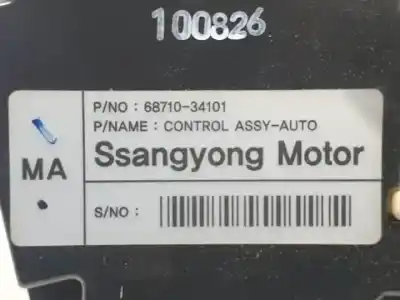 100826
P/NO : 68710-34101
P/NAME : CONTROL ASSY-AUTO
MA
Ssangyong Motor
S/NO :